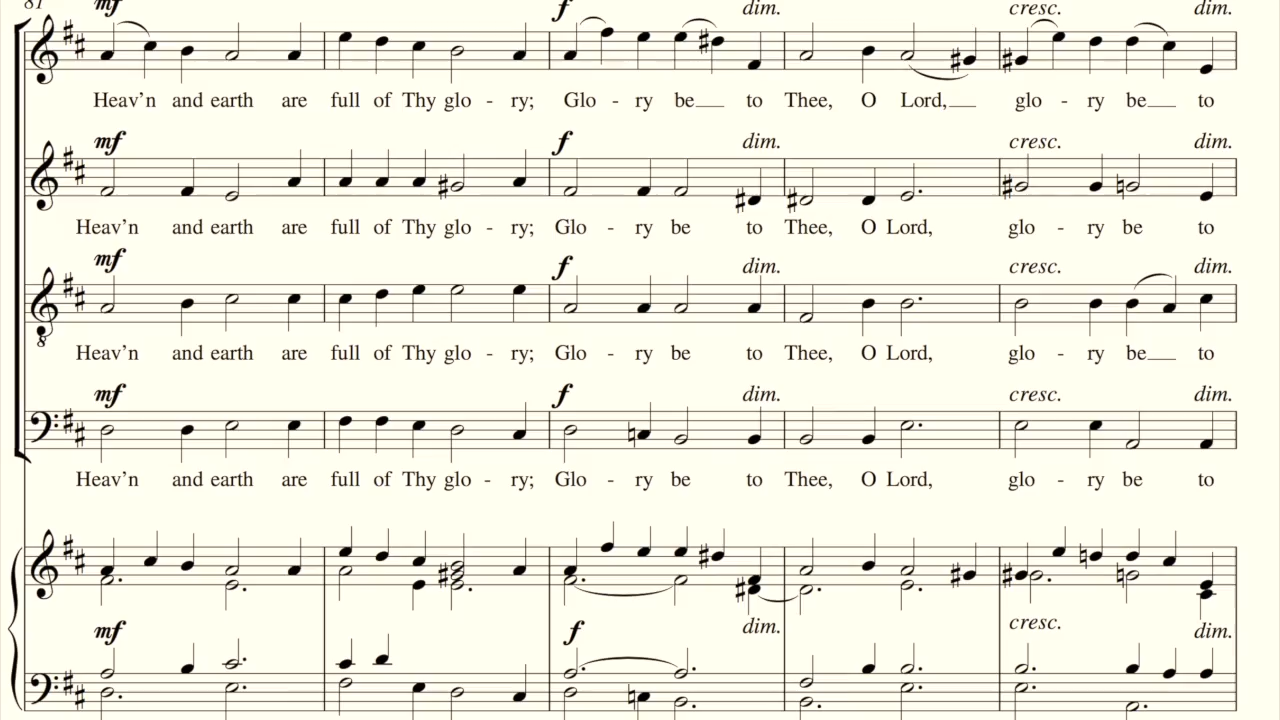 81
mf f dim. cresc. dim.
Heav'n and earth are full of Thy glo - ry; Glo - ry be to Thee, O Lord, glo - ry be to
mf f dim. cresc. dim.
Heav'n and earth are full of Thy glo - ry; Glo - ry be to Thee, O Lord, glo - ry be to
mf f dim. cresc. dim.
8
Heav'n and earth are full of Thy glo - ry; Glo - ry be to Thee, O Lord, glo - ry be to
mf f dim. cresc. dim.
Heav'n and earth are full of Thy glo - ry; Glo - ry be to Thee, O Lord, glo - ry be to
mf f dim. cresc. dim.